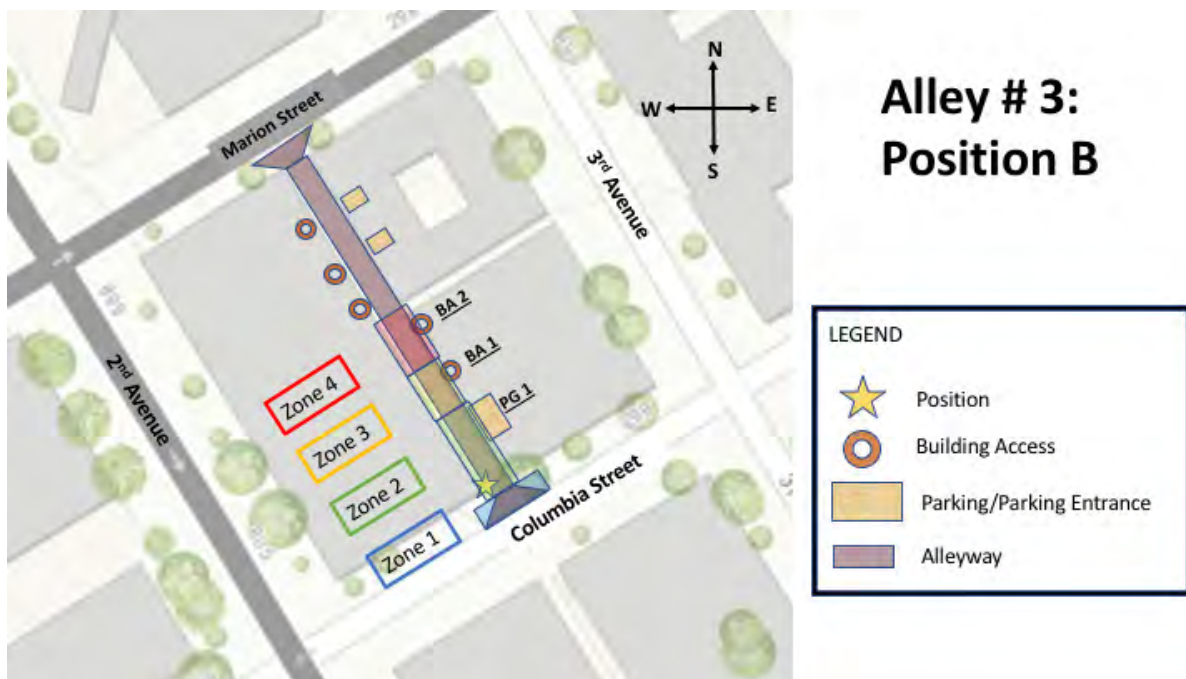 Alley # 3:
Position B
Marion Street
N
W
E
S
3rd Avenue
2nd Avenue
BA 2
BA 1
PG 1
Zone 4
Zone 3
Zone 2
Zone 1
Columbia Street
LEGEND
Position
Building Access
Parking/Parking Entrance
Alleyway